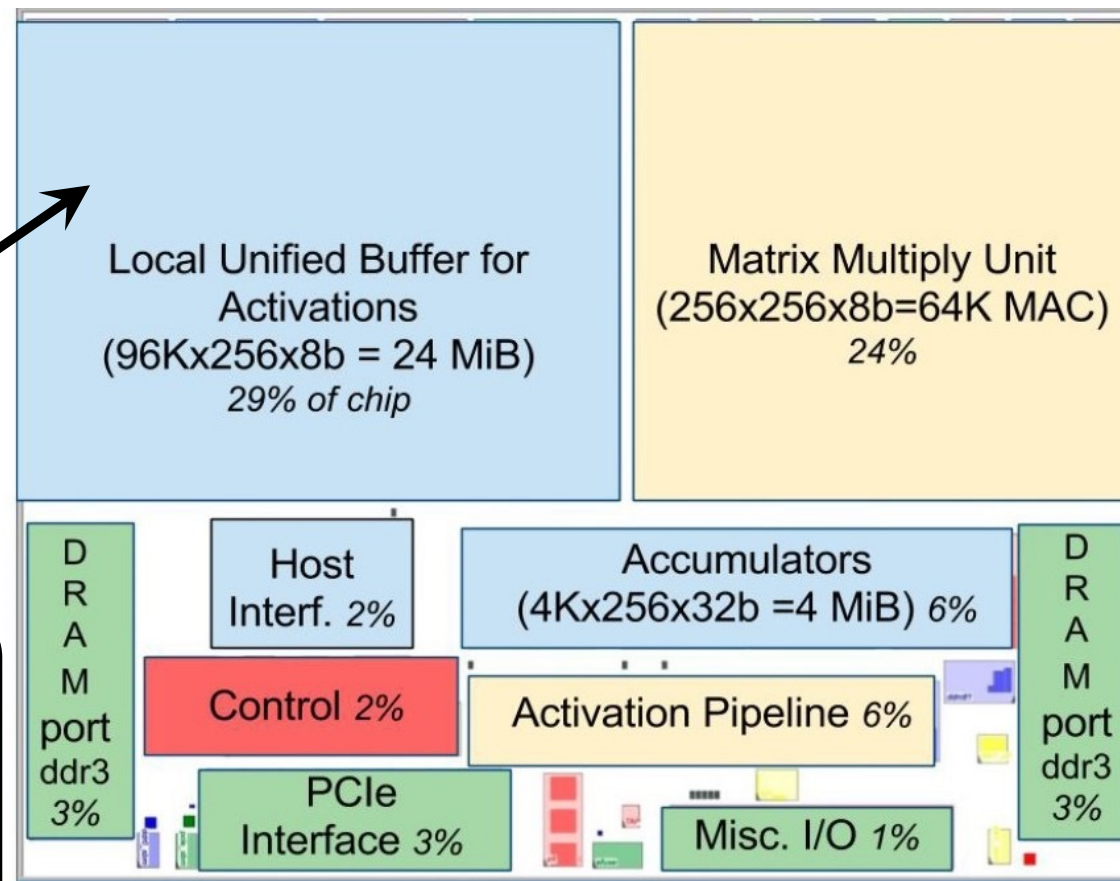 Local Unified Buffer for
Activations
(96Kx256x8b = 24 MiB)
29% of chip
Matrix Multiply Unit
(256x256x8b=64K MAC)
24%
D
R
A
M
port
ddr3
3%
Host
Interf. 2%
Accumulators
(4Kx256x32b =4 MiB) 6%
D
R
A
M
port
ddr3
3%
Control 2%
Activation Pipeline 6%
PCIe
Interface 3%
Misc. I/O 1%